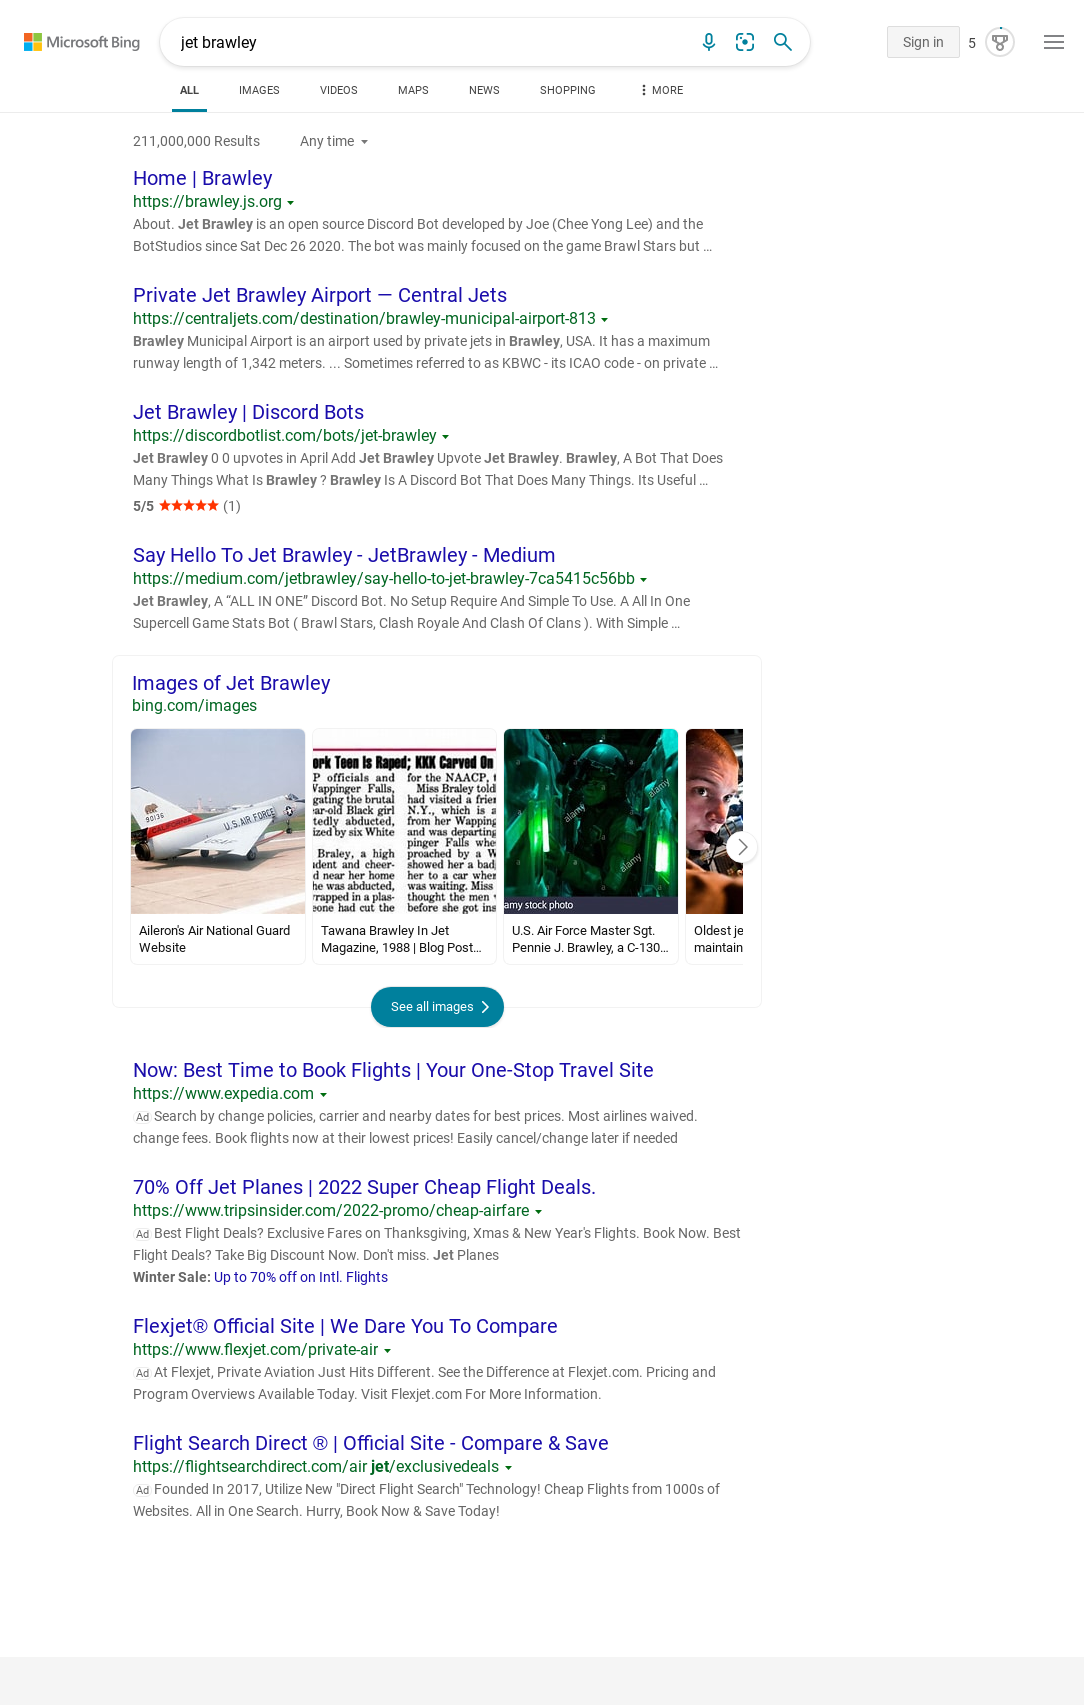 Microsoft Bing
jet brawley
Sign in
5
ALL
IMAGES
VIDEOS
MAPS
NEWS
SHOPPING
MORE
211,000,000 Results
Any time
Home | Brawley
https://brawley.js.org
About. Jet Brawley is an open source Discord Bot developed by Joe (Chee Yong Lee) and the
BotStudios since Sat Dec 26 2020. The bot was mainly focused on the game Brawl Stars but …
Private Jet Brawley Airport — Central Jets
https://centraljets.com/destination/brawley-municipal-airport-813
Brawley Municipal Airport is an airport used by private jets in Brawley, USA. It has a maximum
runway length of 1,342 meters. ... Sometimes referred to as KBWC - its ICAO code - on private …
Jet Brawley | Discord Bots
https://discordbotlist.com/bots/jet-brawley
Jet Brawley 0 0 upvotes in April Add Jet Brawley Upvote Jet Brawley. Brawley, A Bot That Does
Many Things What Is Brawley ? Brawley Is A Discord Bot That Does Many Things. Its Useful …
5/5 ★★★★★ (1)
Say Hello To Jet Brawley - JetBrawley - Medium
https://medium.com/jetbrawley/say-hello-to-jet-brawley-7ca5415c56bb
Jet Brawley, A “ALL IN ONE” Discord Bot. No Setup Require And Simple To Use. A All In One
Supercell Game Stats Bot ( Brawl Stars, Clash Royale And Clash Of Clans ). With Simple …
Images of Jet Brawley
bing.com/images
90136
CALIFORNIA
U.S. AIR FORCE
ork Teen Is Raped; KKK Carved On
P officials and
Wappinger Falls,
gating the brutal
ear-old Black girl
tedly abducted,
ized by six White
Braley, a high
dent and cheer-
d near her home
he was abducted,
rapped in a plas-
eone had cut the
for the NAACP, t
Miss Braley told
had visited a frien
N.Y., which is a
from her Wapping
and was departin
pinger Falls whe
proached by a W
showed her a bad
her to a car wher
was waiting. Miss
thought the men
before she got ins
a
alamy
alamy
alamy
amy stock photo
Aileron's Air National Guard
Website
Tawana Brawley In Jet
Magazine, 1988 | Blog Post…
U.S. Air Force Master Sgt.
Pennie J. Brawley, a C-130…
Oldest je
maintain
See all images
Now: Best Time to Book Flights | Your One-Stop Travel Site
https://www.expedia.com
Ad Search by change policies, carrier and nearby dates for best prices. Most airlines waived.
change fees. Book flights now at their lowest prices! Easily cancel/change later if needed
70% Off Jet Planes | 2022 Super Cheap Flight Deals.
https://www.tripsinsider.com/2022-promo/cheap-airfare
Ad Best Flight Deals? Exclusive Fares on Thanksgiving, Xmas & New Year's Flights. Book Now. Best
Flight Deals? Take Big Discount Now. Don't miss. Jet Planes
Winter Sale: Up to 70% off on Intl. Flights
Flexjet® Official Site | We Dare You To Compare
https://www.flexjet.com/private-air
Ad At Flexjet, Private Aviation Just Hits Different. See the Difference at Flexjet.com. Pricing and
Program Overviews Available Today. Visit Flexjet.com For More Information.
Flight Search Direct ® | Official Site - Compare & Save
https://flightsearchdirect.com/air jet/exclusivedeals
Ad Founded In 2017, Utilize New "Direct Flight Search" Technology! Cheap Flights from 1000s of
Websites. All in One Search. Hurry, Book Now & Save Today!